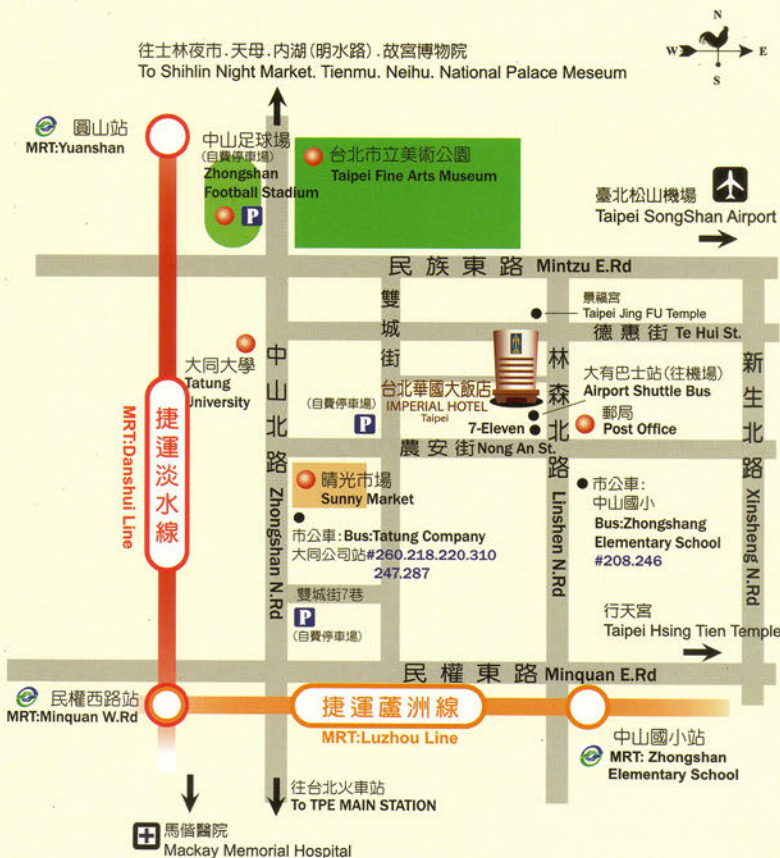 N
W E
S
往士林夜市.天母.內湖(明水路).故宮博物院
To Shihlin Night Market. Tienmu. Neihu. National Palace Meseum
圓山站
MRT:Yuanshan
中山足球場
(自費停車場)
Zhongshan
Football Stadium
P
台北市立美術公園
Taipei Fine Arts Museum
臺北松山機場
Taipei SongShan Airport
民族東路 Mintzu E.Rd
雙城街
景福宮
Taipei Jing FU Temple
德惠街 Te Hui St.
大同大學
Tatung
University
中山北路 Zhongshan N.Rd
台北華國大飯店
IMPERIAL HOTEL
Taipei
林森北路 Linshen N.Rd
新生北路 Xinsheng N.Rd
大有巴士站(往機場)
Airport Shuttle Bus
(自費停車場)
P
7-Eleven
郵局
Post Office
農安街 Nong An St.
捷運淡水線
MRT:Danshui Line
晴光市場
Sunny Market
市公車:Bus:Tatung Company
大同公司站#260.218.220.310
247.287
市公車:
中山國小
Bus:Zhongshang
Elementary School
#208.246
雙城街7巷
P
(自費停車場)
行天宮
Taipei Hsing Tien Temple
民權東路 Minquan E.Rd
民權西路站
MRT:Minquan W.Rd
捷運蘆洲線
MRT:Luzhou Line
中山國小站
MRT: Zhongshan
Elementary School
往台北火車站
To TPE MAIN STATION
馬偕醫院
Mackay Memorial Hospital